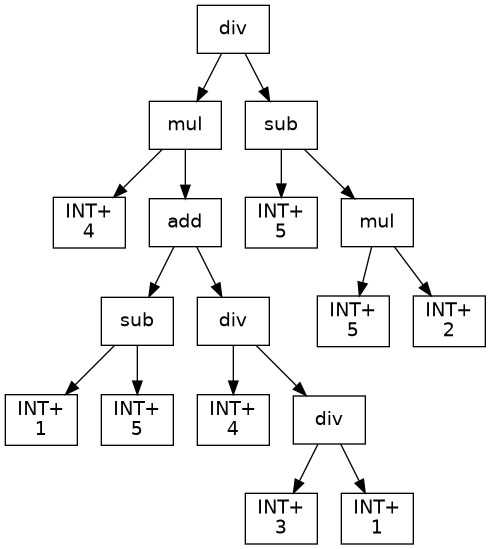 div
mul
sub
INT+
4
add
INT+
5
mul
sub
div
INT+
5
INT+
2
INT+
1
INT+
5
INT+
4
div
INT+
3
INT+
1